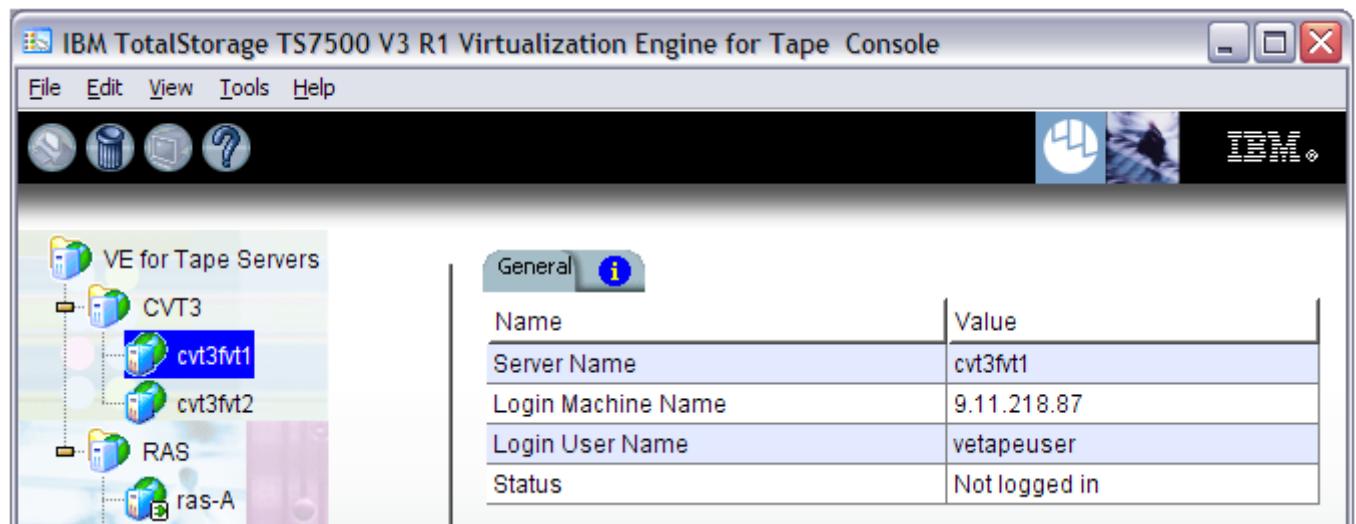 IBM TotalStorage TS7500 V3 R1 Virtualization Engine for Tape Console
File Edit View Tools Help
IBM®
VE for Tape Servers
CVT3
cvt3fvt1
cvt3fvt2
RAS
ras-A
General
Name Value
Server Name cvt3fvt1
Login Machine Name 9.11.218.87
Login User Name vetapeuser
Status Not logged in